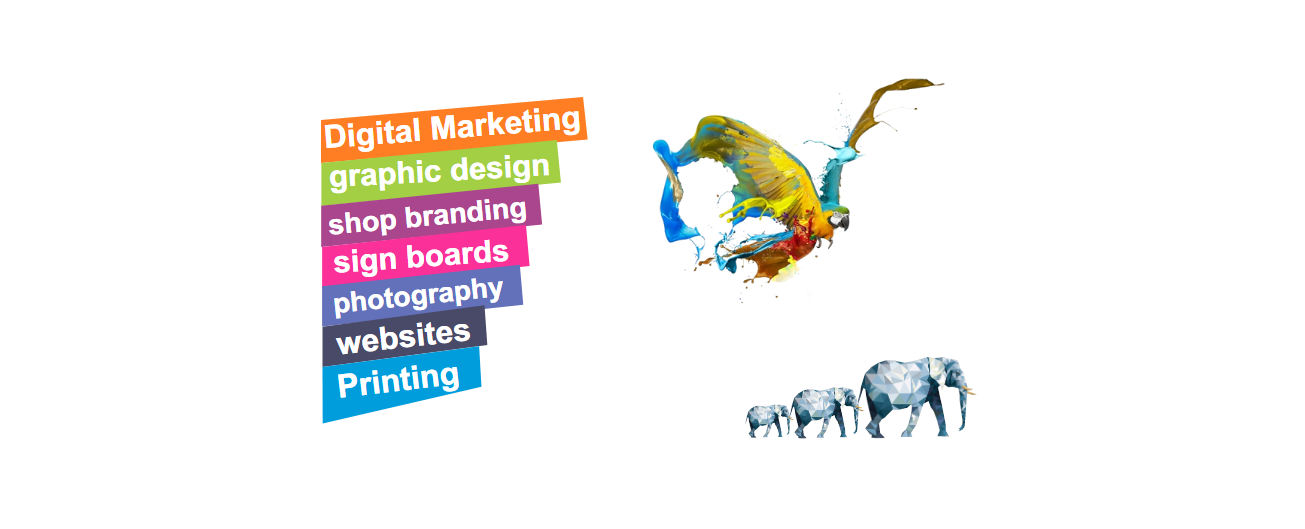 Digital Marketing
graphic design
shop branding
sign boards
photography
websites
Printing